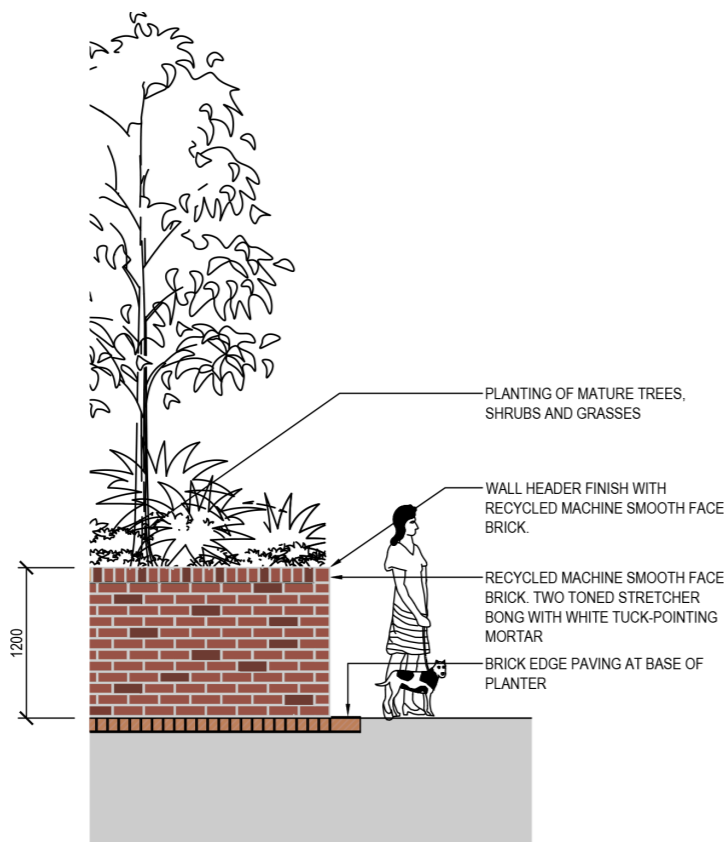 PLANTING OF MATURE TREES,
SHRUBS AND GRASSES
WALL HEADER FINISH WITH
RECYCLED MACHINE SMOOTH FACE
BRICK.
RECYCLED MACHINE SMOOTH FACE
BRICK. TWO TONED STRETCHER
BONG WITH WHITE TUCK-POINTING
MORTAR
BRICK EDGE PAVING AT BASE OF
PLANTER
1200